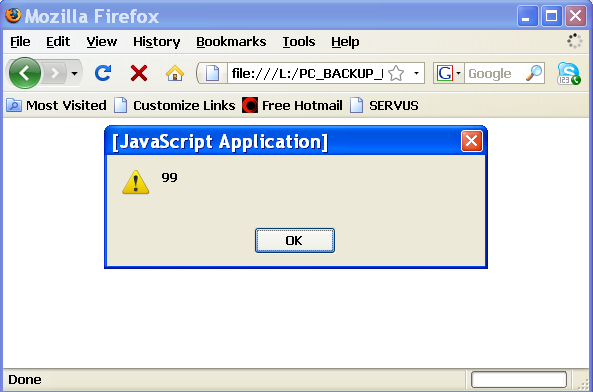 Mozilla Firefox
File Edit View History Bookmarks Tools Help
file:///L:/PC_BACKUP_ G Google
Most Visited Customize Links Free Hotmail SERVUS
[JavaScript Application]
99
OK
Done